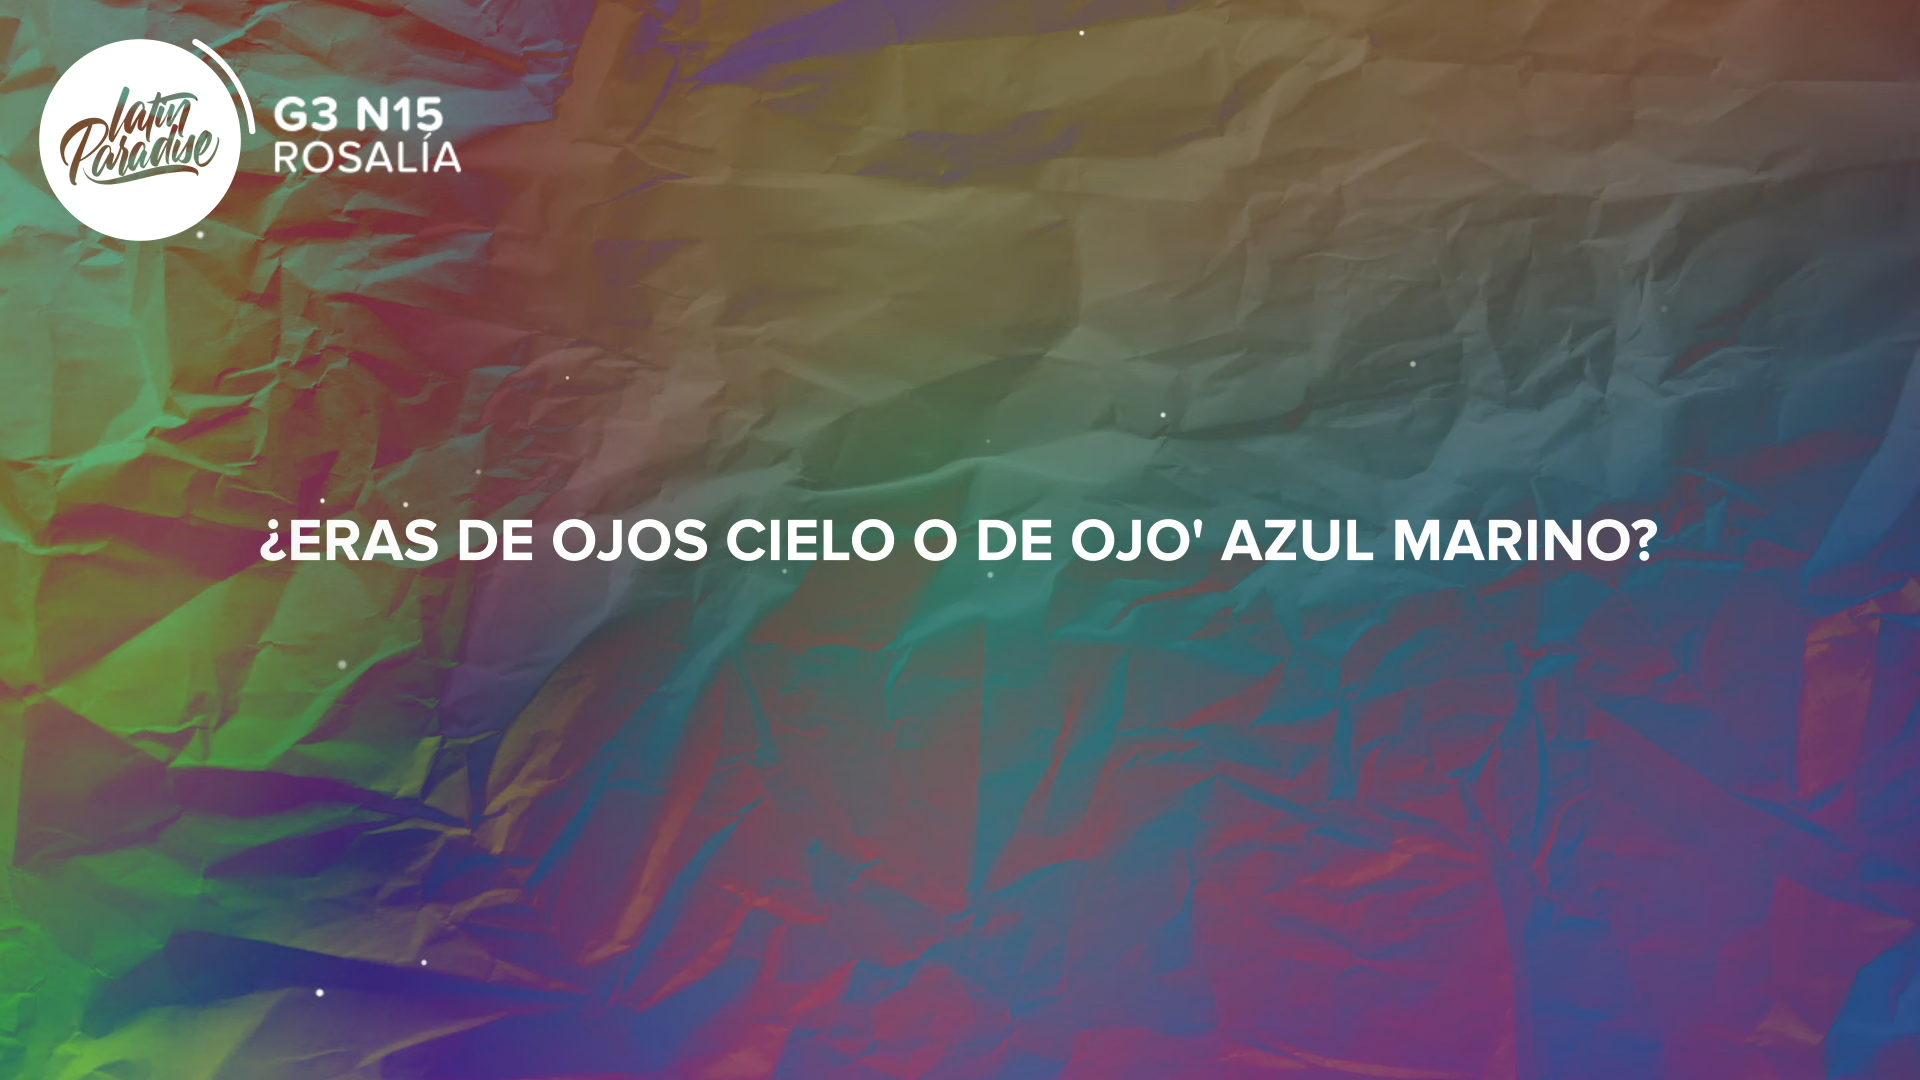 latin
Paradise
G3 N15
ROSALÍA
¿ERAS DE OJOS CIELO O DE OJO' AZUL MARINO?